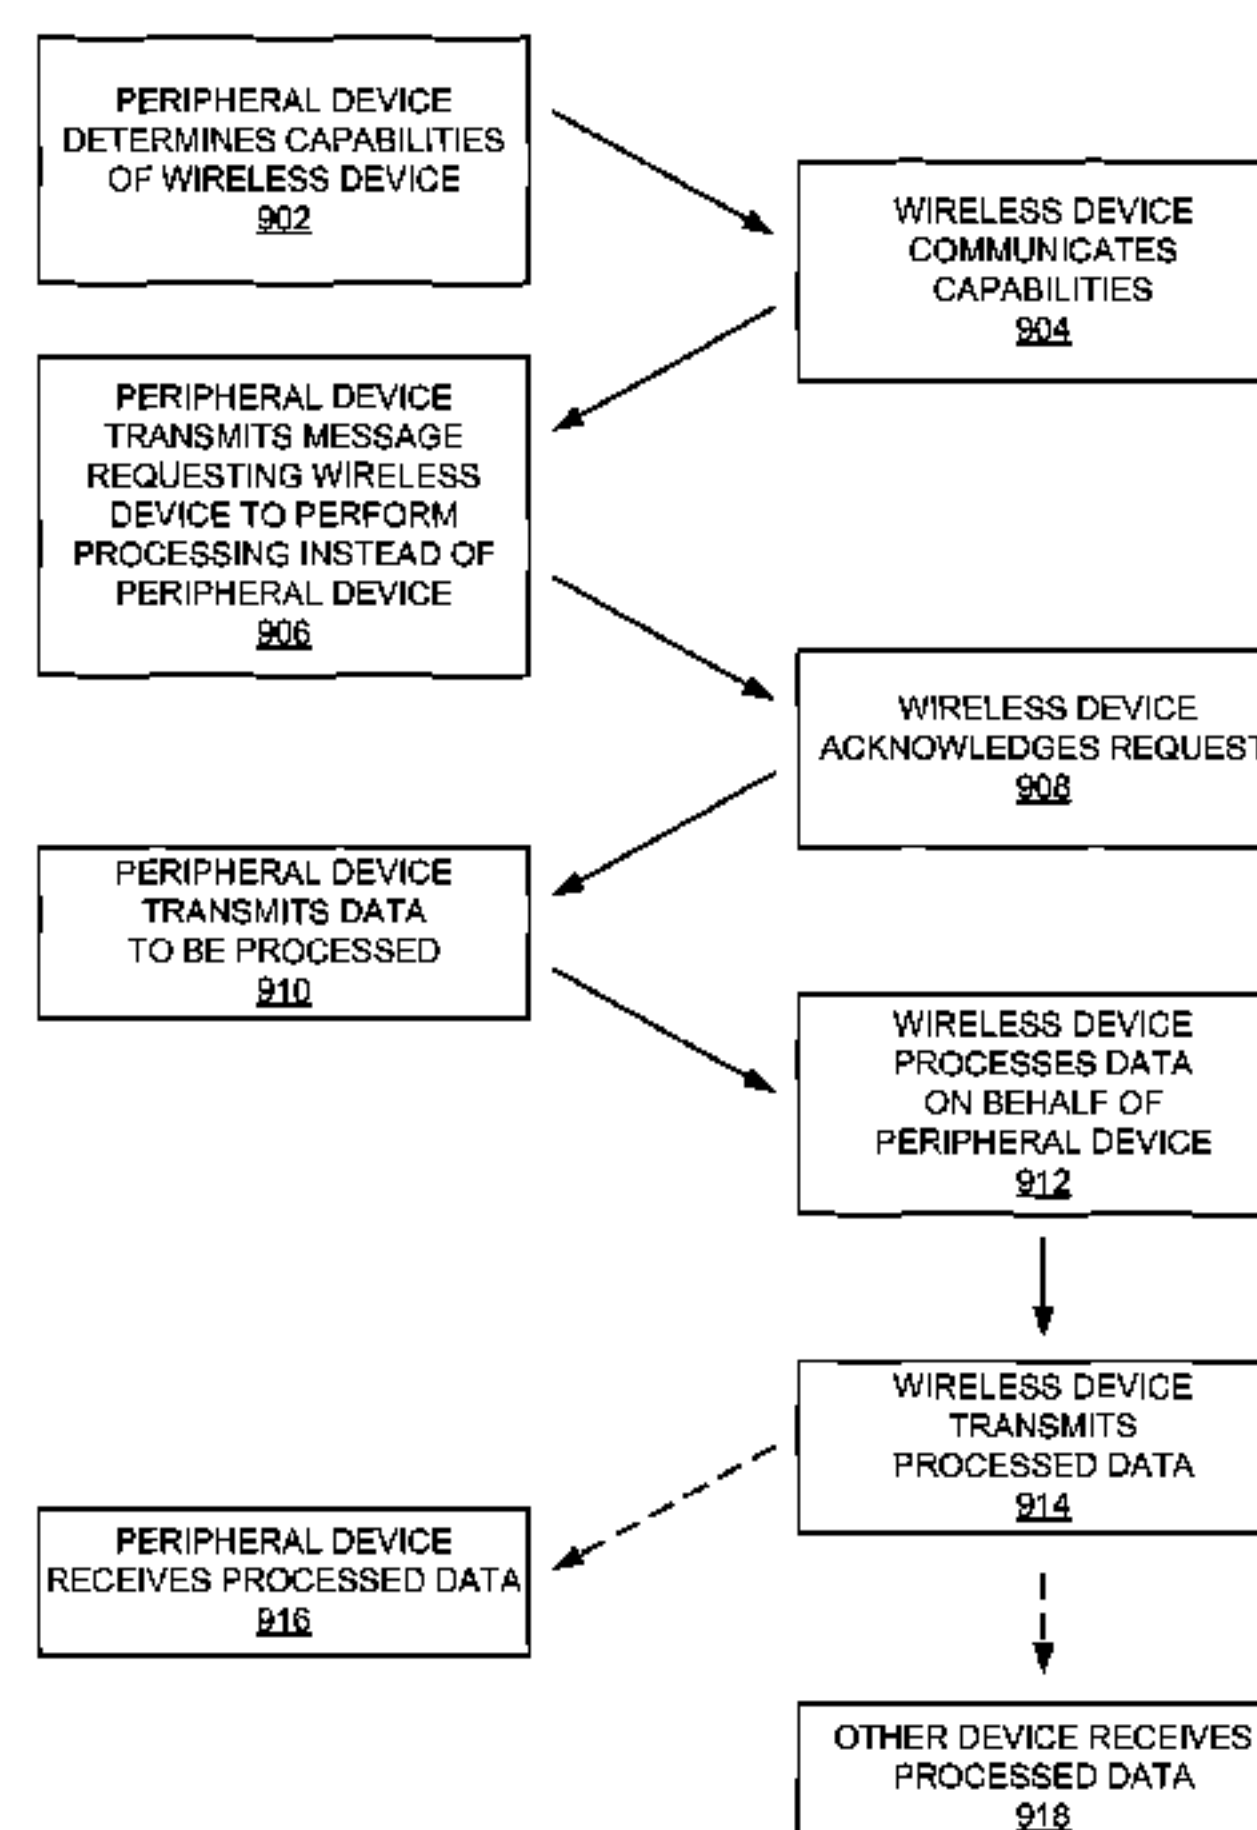 PERIPHERAL DEVICE
DETERMINES CAPABILITIES
OF WIRELESS DEVICE
902
WIRELESS DEVICE
COMMUNICATES
CAPABILITIES
904
PERIPHERAL DEVICE
TRANSMITS MESSAGE
REQUESTING WIRELESS
DEVICE TO PERFORM
PROCESSING INSTEAD OF
PERIPHERAL DEVICE
906
WIRELESS DEVICE
ACKNOWLEDGES REQUEST
908
PERIPHERAL DEVICE
TRANSMITS DATA
TO BE PROCESSED
910
WIRELESS DEVICE
PROCESSES DATA
ON BEHALF OF
PERIPHERAL DEVICE
912
WIRELESS DEVICE
TRANSMITS
PROCESSED DATA
914
PERIPHERAL DEVICE
RECEIVES PROCESSED DATA
916
OTHER DEVICE RECEIVES
PROCESSED DATA
918